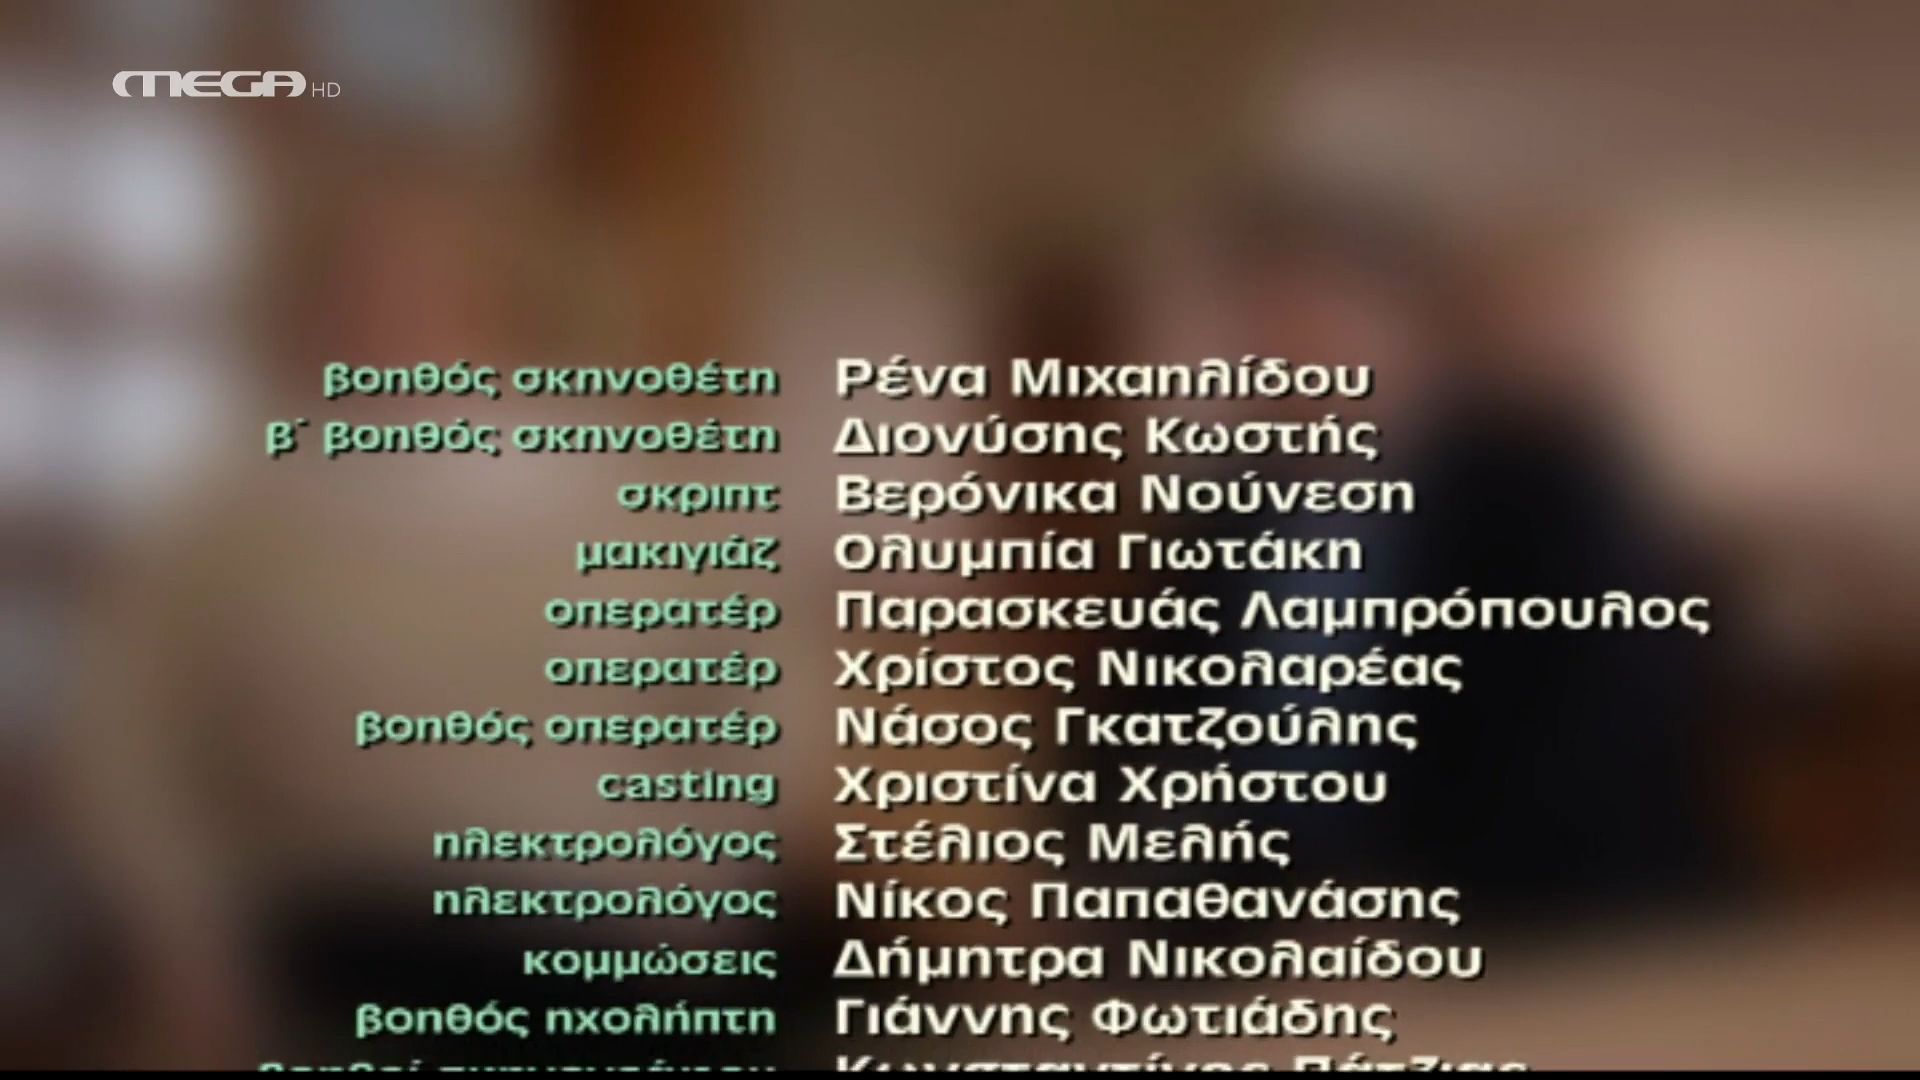 MEGA HD
βοηθός σκηνοθέτη Ρένα Μιχαηλίδου
β΄ βοηθός σκηνοθέτη Διονύσης Κωστής
σκριπτ Βερόνικα Νούνεση
μακιγιάζ Ολυμπία Γιωτάκη
οπερατέρ Παρασκευάς Λαμπρόπουλος
οπερατέρ Χρίστος Νικολαρέας
βοηθός οπερατέρ Νάσος Γκατζούλης
casting Χριστίνα Χρήστου
ηλεκτρολόγος Στέλιος Μελής
ηλεκτρολόγος Νίκος Παπαθανάσης
κομμώσεις Δήμητρα Νικολαίδου
βοηθός ηχολήπτη Γιάννης Φωτιάδης